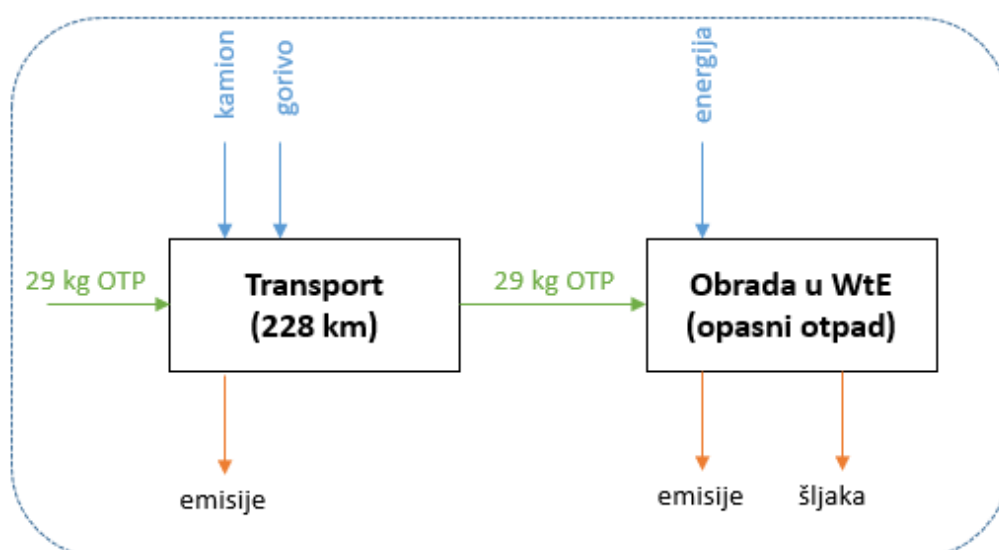 kamion
gorivo
energija
29 kg OTP
Transport
(228 km)
29 kg OTP
Obrada u WtE
(opasni otpad)
emisije
emisije
šljaka